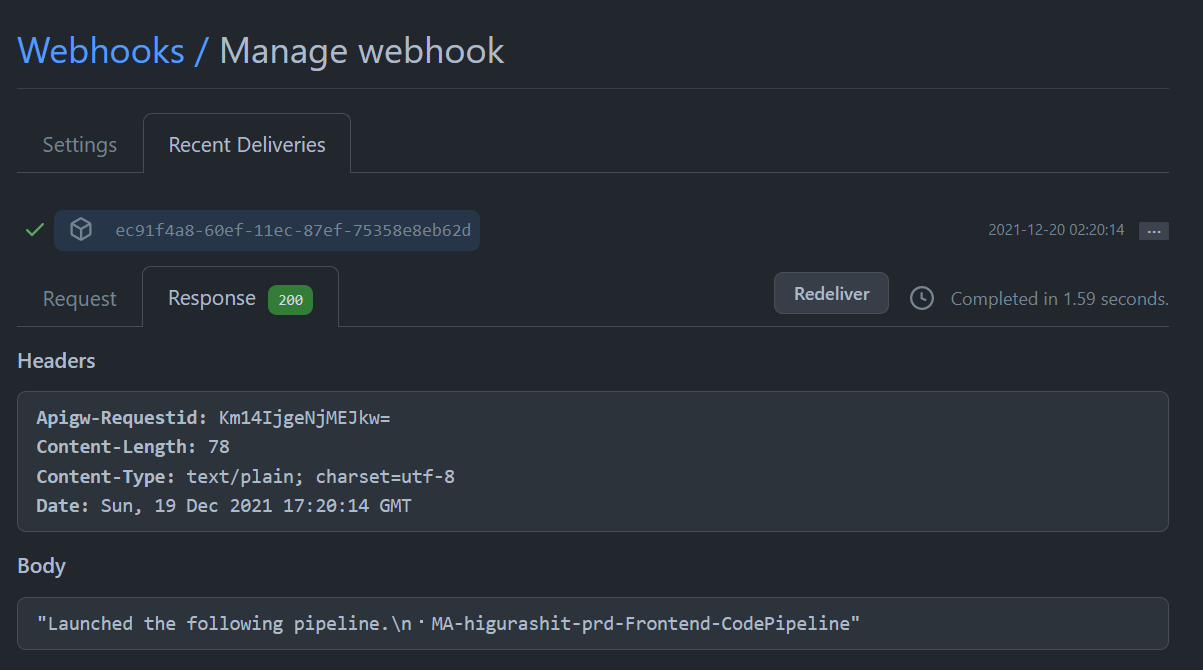 Webhooks / Manage webhook
Settings
Recent Deliveries
ec91f4a8-60ef-11ec-87ef-75358e8eb62d
2021-12-20 02:20:14
...
Request
Response 200
Redeliver
Completed in 1.59 seconds.
Headers
Apigw-Requestid: Km14IjgeNjMEJkw=
Content-Length: 78
Content-Type: text/plain; charset=utf-8
Date: Sun, 19 Dec 2021 17:20:14 GMT
Body
"Launched the following pipeline.\n・MA-higurashit-prd-Frontend-CodePipeline"